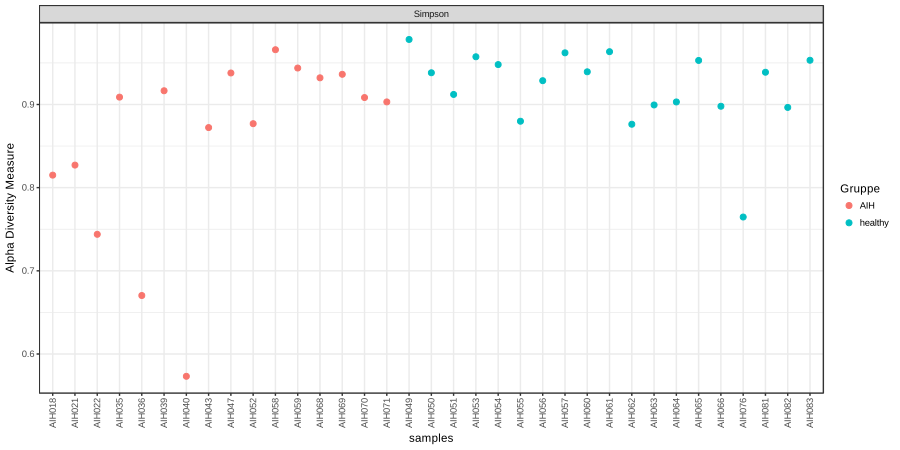 Simpson
Alpha Diversity Measure
0.9
0.8
0.7
0.6
AIH018 AIH021 AIH022 AIH035 AIH036 AIH039 AIH040 AIH043 AIH047 AIH052 AIH058 AIH059 AIH068 AIH069 AIH070 AIH071 AIH049 AIH050 AIH051 AIH053 AIH054 AIH055 AIH056 AIH057 AIH060 AIH061 AIH062 AIH063 AIH064 AIH065 AIH066 AIH076 AIH081 AIH082 AIH083
samples
Gruppe
AIH
healthy